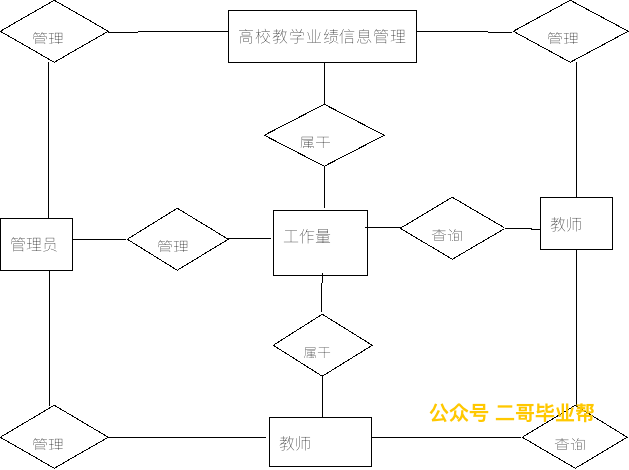 管理
高校教学业绩信息管理
管理
属于
管理员
管理
工作量
查询
教师
属于
公众号 二哥毕业帮
管理
教师
查询